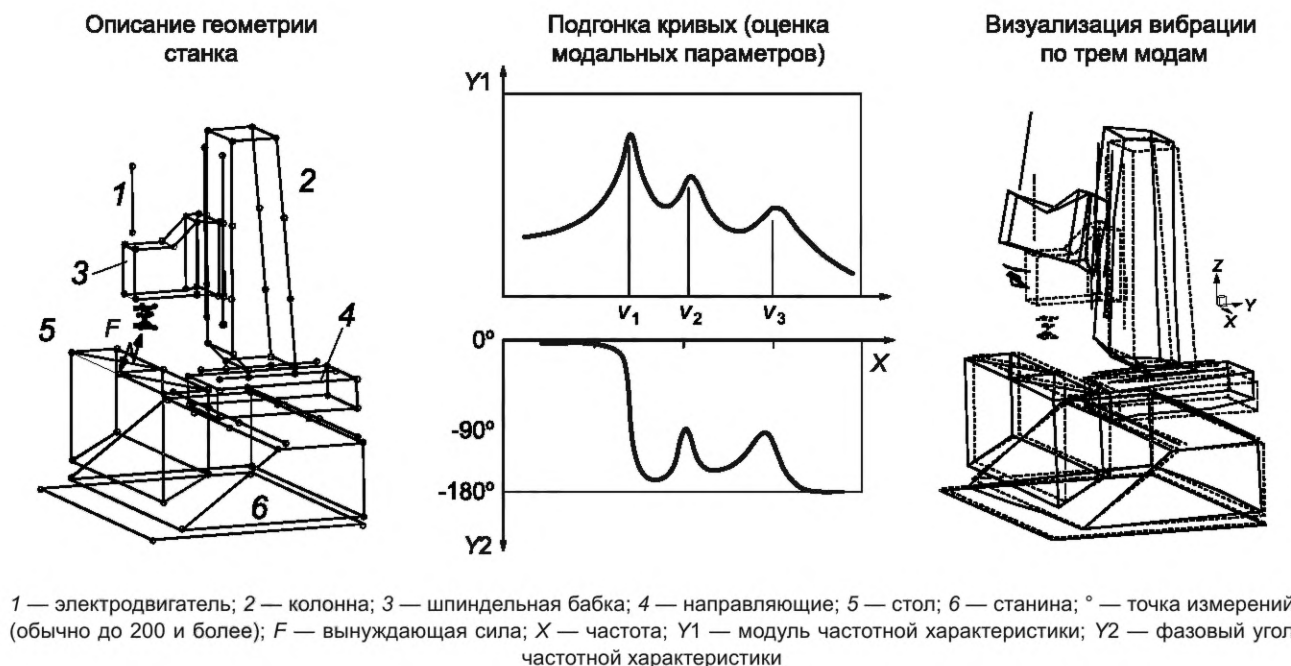 Описание геометрии
станка
Подгонка кривых (оценка
модальных параметров)
Визуализация вибрации
по трем модам
1
2
3
4
5
6
F
Y1
v1
v2
v3
X
0°
-90°
-180°
Y2
Z
Y
X
1 — электродвигатель; 2 — колонна; 3 — шпиндельная бабка; 4 — направляющие; 5 — стол; 6 — станина; ° — точка измерений
(обычно до 200 и более); F — вынуждающая сила; X — частота; Y1 — модуль частотной характеристики; Y2 — фазовый угол
частотной характеристики